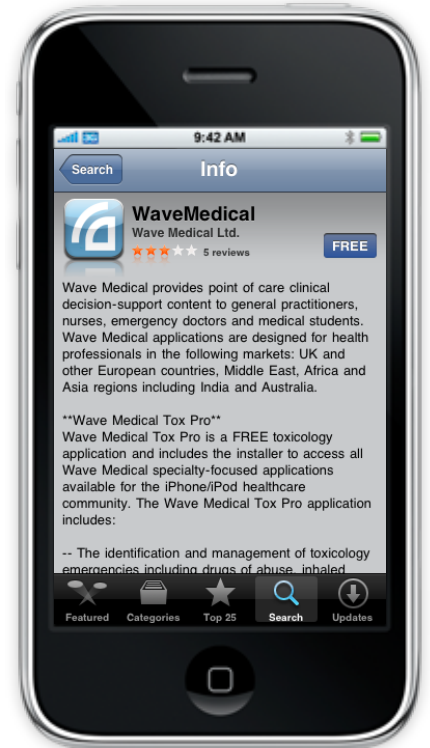 3G
9:42 AM
Search
Info
WaveMedical
Wave Medical Ltd.
5 reviews
FREE
Wave Medical provides point of care clinical
decision-support content to general practitioners,
nurses, emergency doctors and medical students.
Wave Medical applications are designed for health
professionals in the following markets: UK and
other European countries, Middle East, Africa and
Asia regions including India and Australia.
**Wave Medical Tox Pro**
Wave Medical Tox Pro is a FREE toxicology
application and includes the installer to access all
Wave Medical specialty-focused applications
available for the iPhone/iPod healthcare
community. The Wave Medical Tox Pro application
includes:
-- The identification and management of toxicology
emergencies including drugs of abuse, inhaled
Featured
Categories
Top 25
Search
Updates